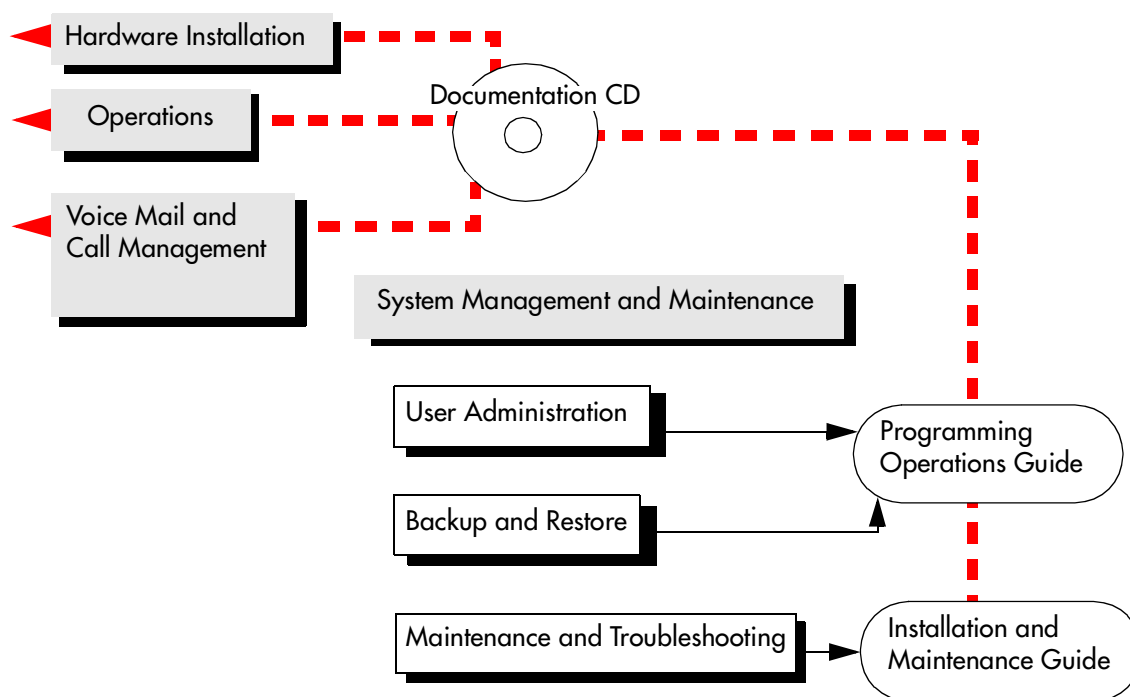 Hardware Installation
Documentation CD
Operations
Voice Mail and
Call Management
System Management and Maintenance
User Administration
Programming
Operations Guide
Backup and Restore
Maintenance and Troubleshooting
Installation and
Maintenance Guide